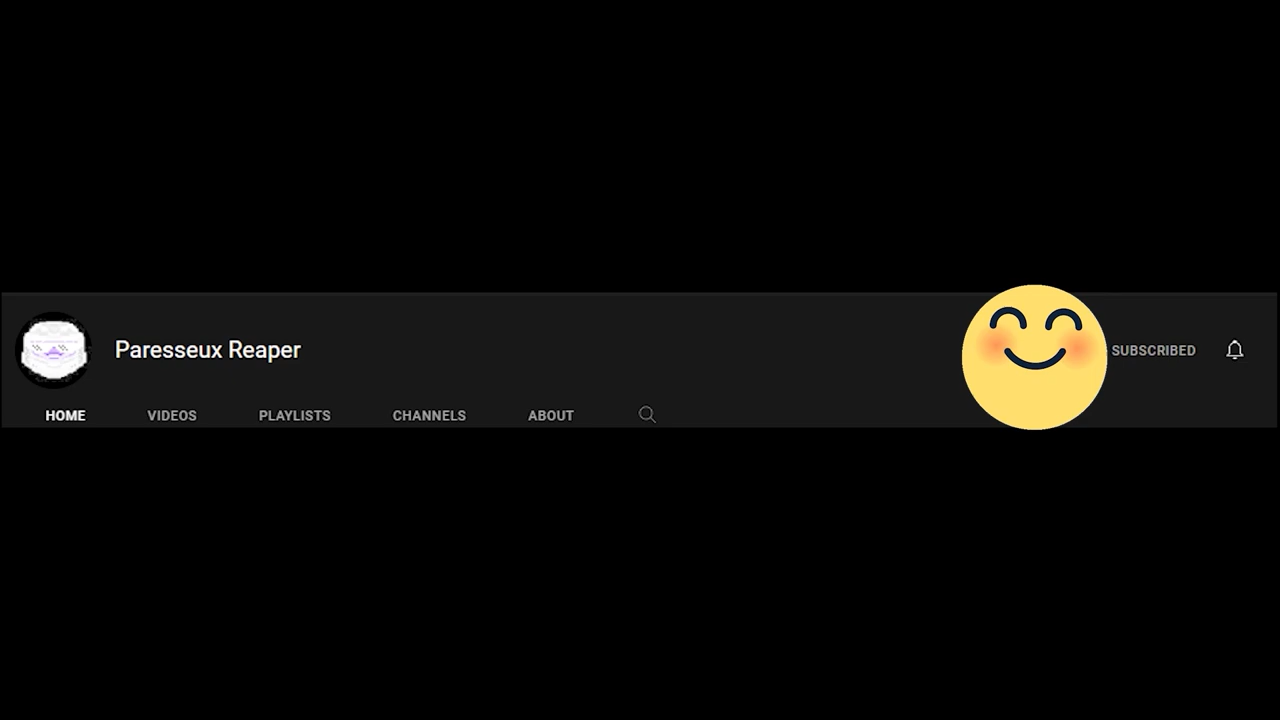 Paresseux Reaper
SUBSCRIBED
HOME VIDEOS PLAYLISTS CHANNELS ABOUT